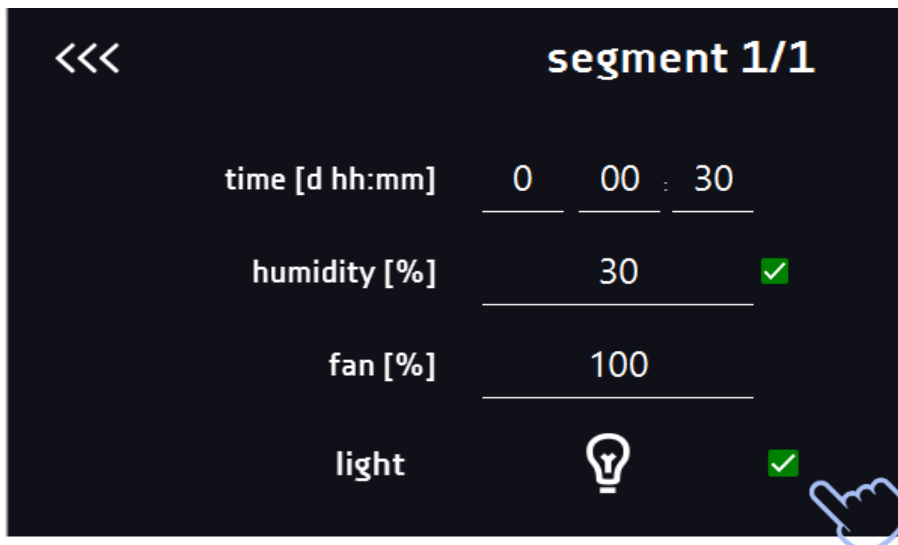 <<< segment 1/1
time [d hh:mm] 0 00 : 30
humidity [%] 30
fan [%] 100
light